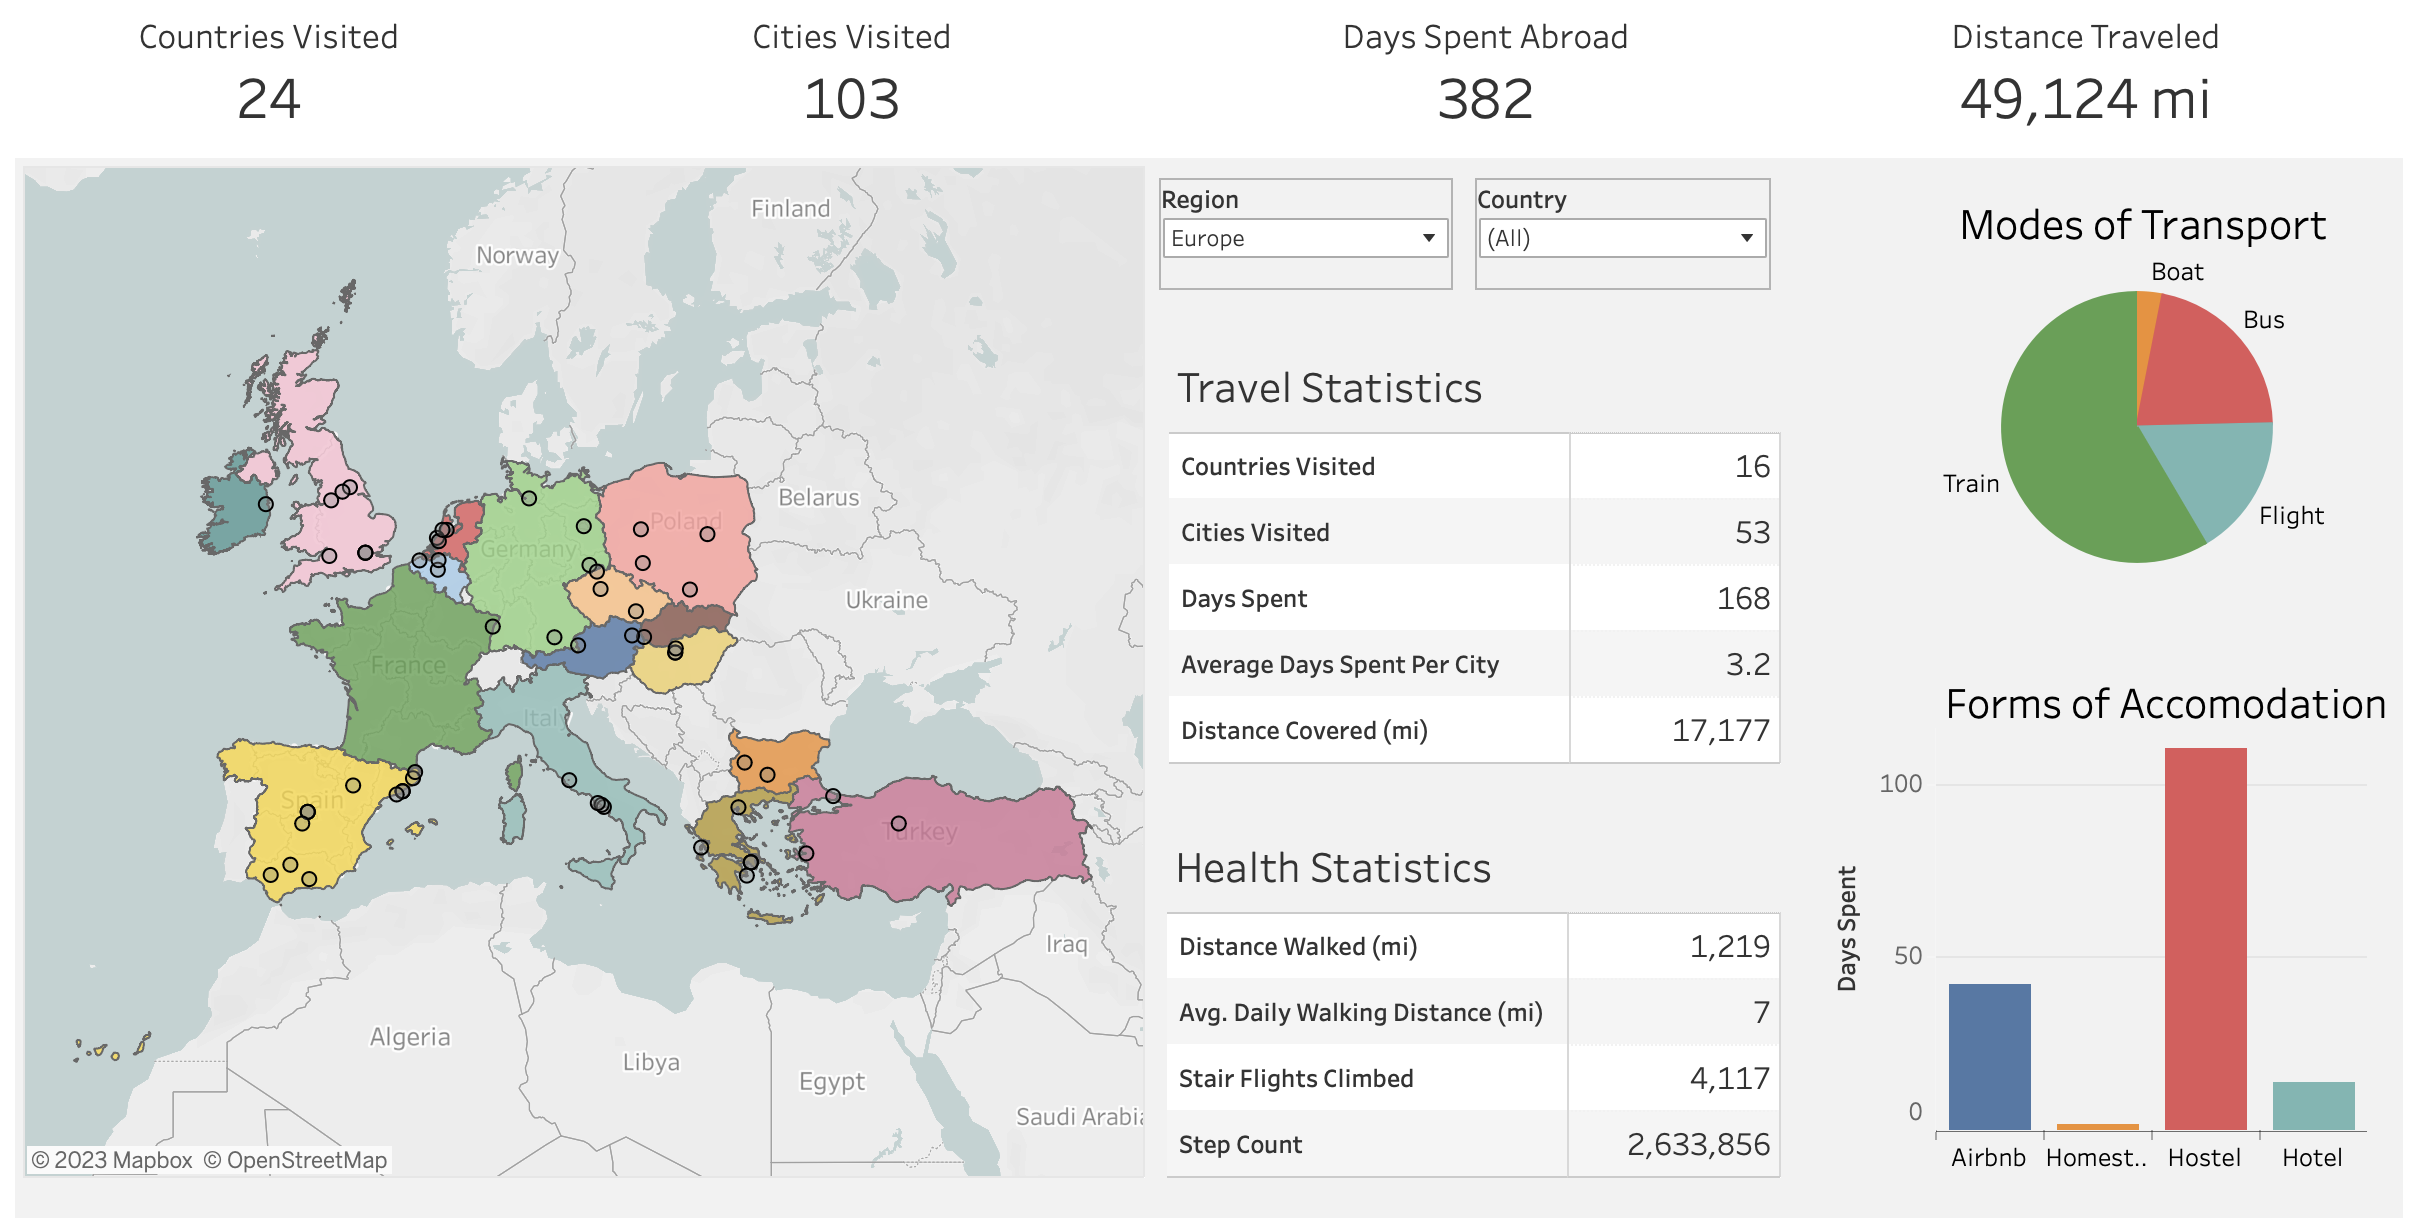 Countries Visited
24
Cities Visited
103
Days Spent Abroad
382
Distance Traveled
49,124 mi
Finland
Norway
Belarus
Poland
Germany
Ukraine
France
Italy
Spain
Turkey
Iraq
Algeria
Libya
Egypt
Saudi Arabia
© 2023 Mapbox © OpenStreetMap
Region
Europe
Country
(All)
Travel Statistics
Countries Visited 16
Cities Visited 53
Days Spent 168
Average Days Spent Per City 3.2
Distance Covered (mi) 17,177
Health Statistics
Distance Walked (mi) 1,219
Avg. Daily Walking Distance (mi) 7
Stair Flights Climbed 4,117
Step Count 2,633,856
Modes of Transport
Boat
Bus
Train
Flight
Forms of Accomodation
Days Spent
100
50
0
Airbnb Homest.. Hostel Hotel